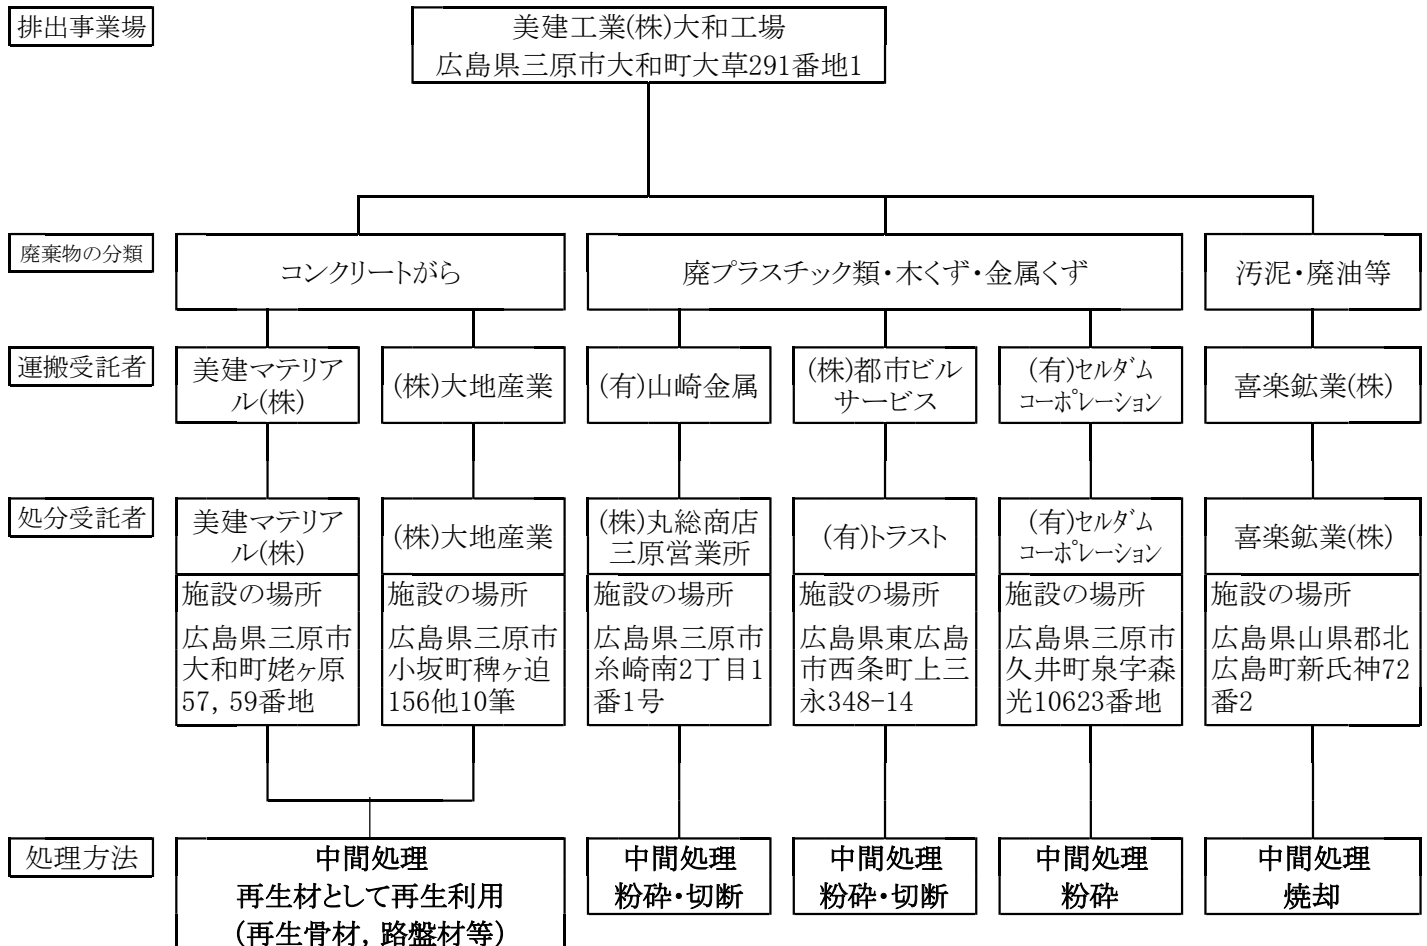 排出事業場
美建工業(株)大和工場
広島県三原市大和町大草291番地1
廃棄物の分類
コンクリートがら
廃プラスチック類・木くず・金属くず
汚泥・廃油等
運搬受託者
美建マテリア
ル(株)
(株)大地産業
(有)山崎金属
(株)都市ビル
サービス
(有)セルダム
コーポレーション
喜楽鉱業(株)
処分受託者
美建マテリア
ル(株)
(株)大地産業
(株)丸総商店
三原営業所
(有)トラスト
(有)セルダム
コーポレーション
喜楽鉱業(株)
施設の場所
広島県三原市
大和町姥ヶ原
57, 59番地
施設の場所
広島県三原市
小坂町稗ヶ迫
156他10筆
施設の場所
広島県三原市
糸崎南2丁目1
番1号
施設の場所
広島県東広島
市西条町上三
永348-14
施設の場所
広島県三原市
久井町泉字森
光10623番地
施設の場所
広島県山県郡北
広島町新氏神72
番2
処理方法
中間処理
再生材として再生利用
(再生骨材, 路盤材等)
中間処理
粉砕・切断
中間処理
粉砕・切断
中間処理
粉砕
中間処理
焼却